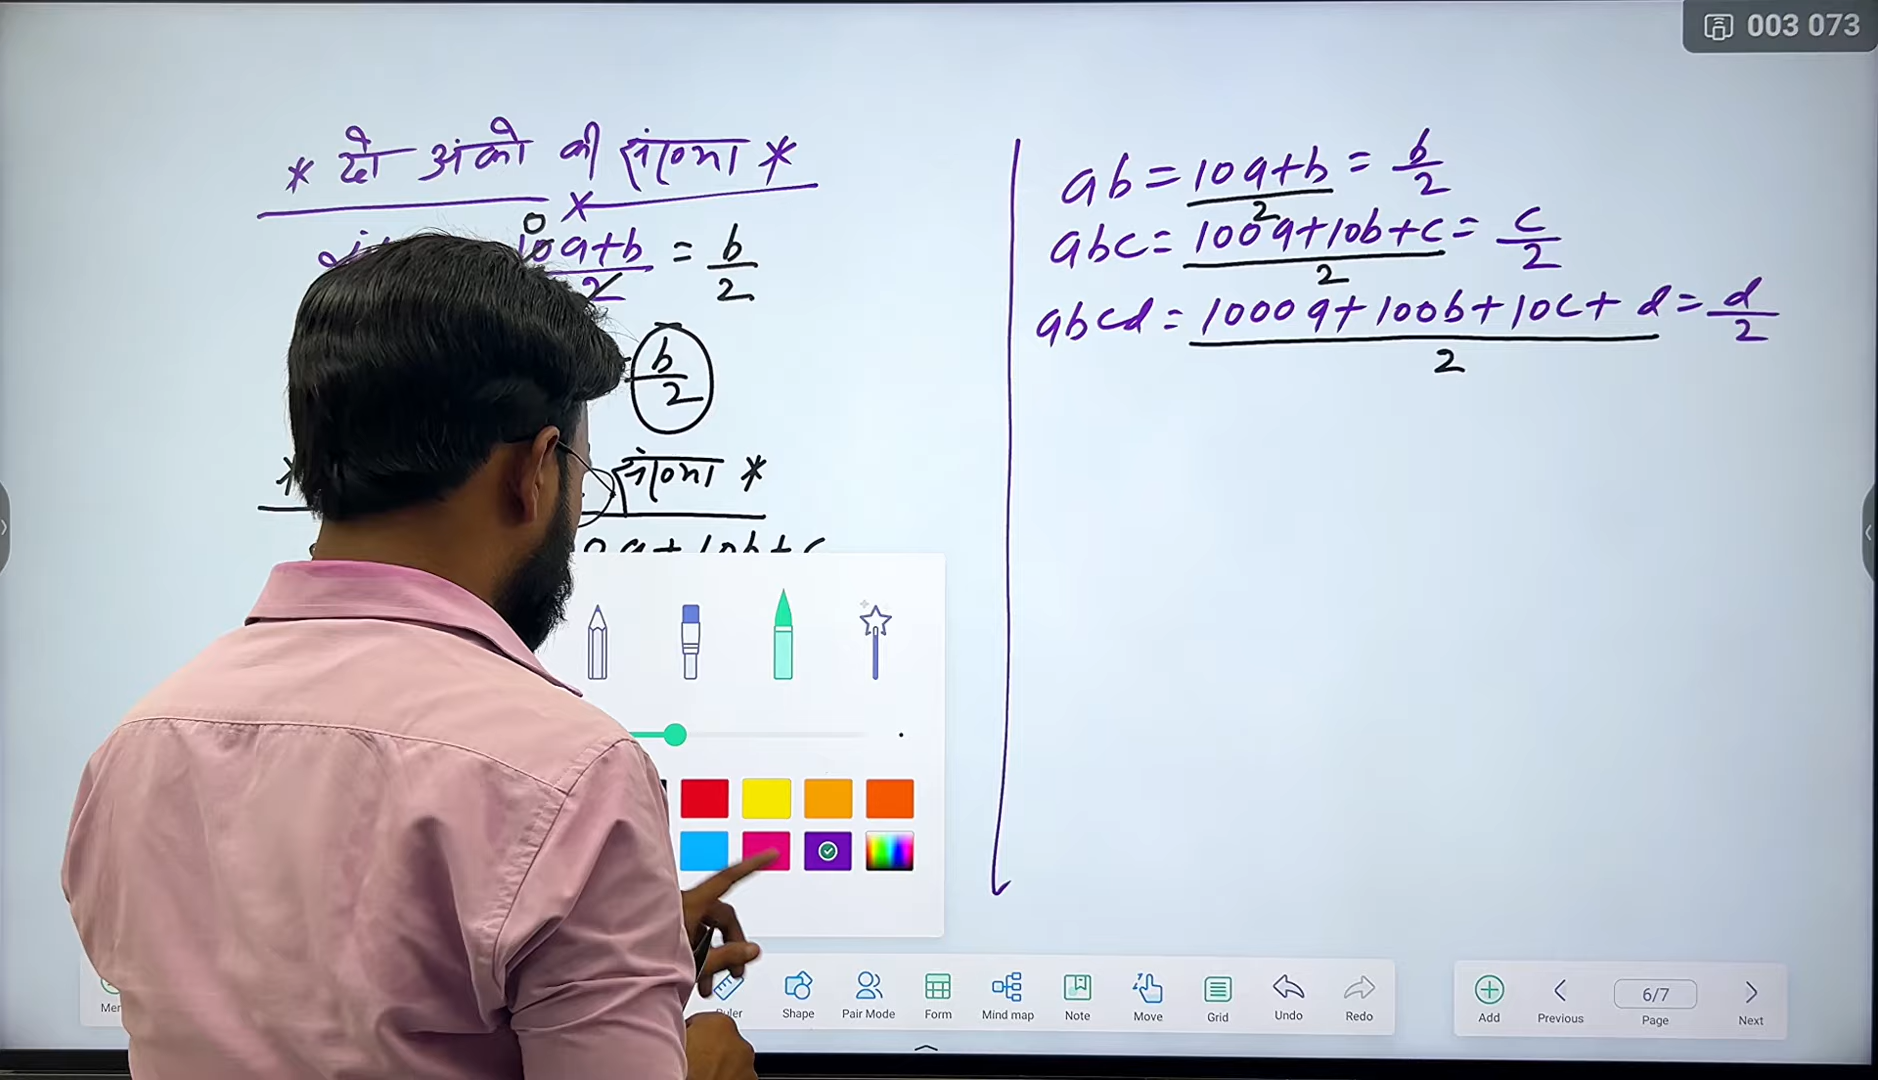 003 073
* दो अंको की संख्या *
10a+b/2 = b/2
b/2
संख्या *
a+10b+c
ab = 10a+b/2 = b/2
abc = 100a+10b+c/2 = c/2
abcd = 1000a+100b+10c+d/2 = d/2
Shape
Pair Mode
Form
Mind map
Note
Move
Grid
Undo
Redo
Add
Previous
6/7
Page
Next